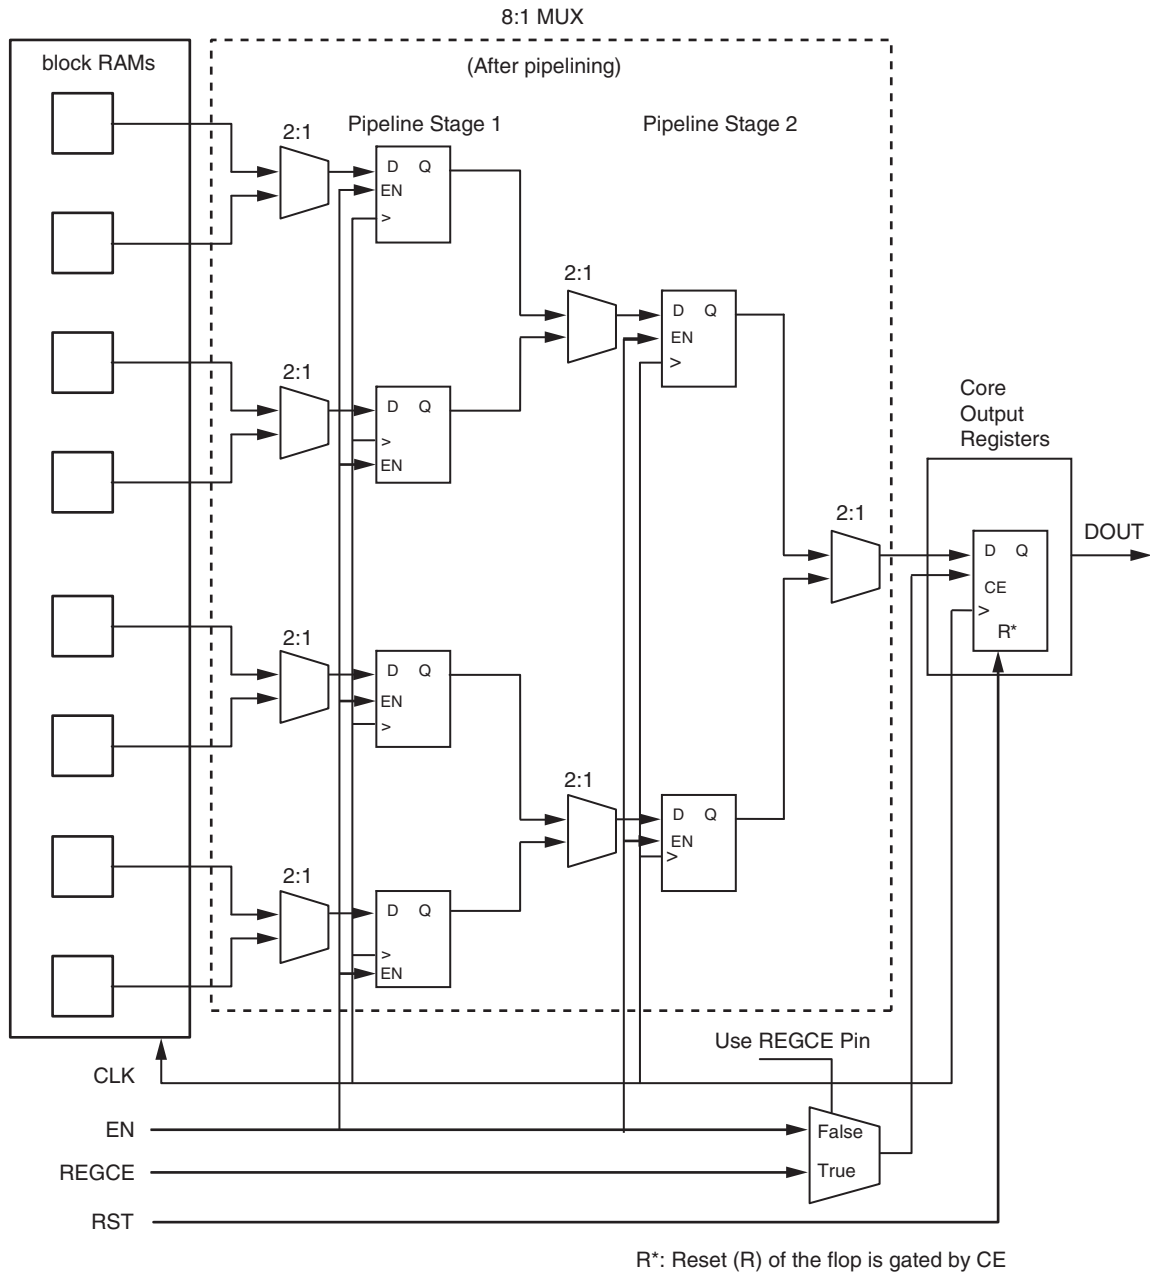 8:1 MUX
block RAMs
(After pipelining)
Pipeline Stage 1
Pipeline Stage 2
2:1
D Q
EN
>
2:1
D Q
EN
>
2:1
D Q
>
EN
Core
Output
Registers
2:1
D Q
CE
>
R*
DOUT
2:1
D Q
EN
>
2:1
D Q
EN
>
2:1
D Q
>
EN
Use REGCE Pin
CLK
EN
False
REGCE
True
RST
R*: Reset (R) of the flop is gated by CE